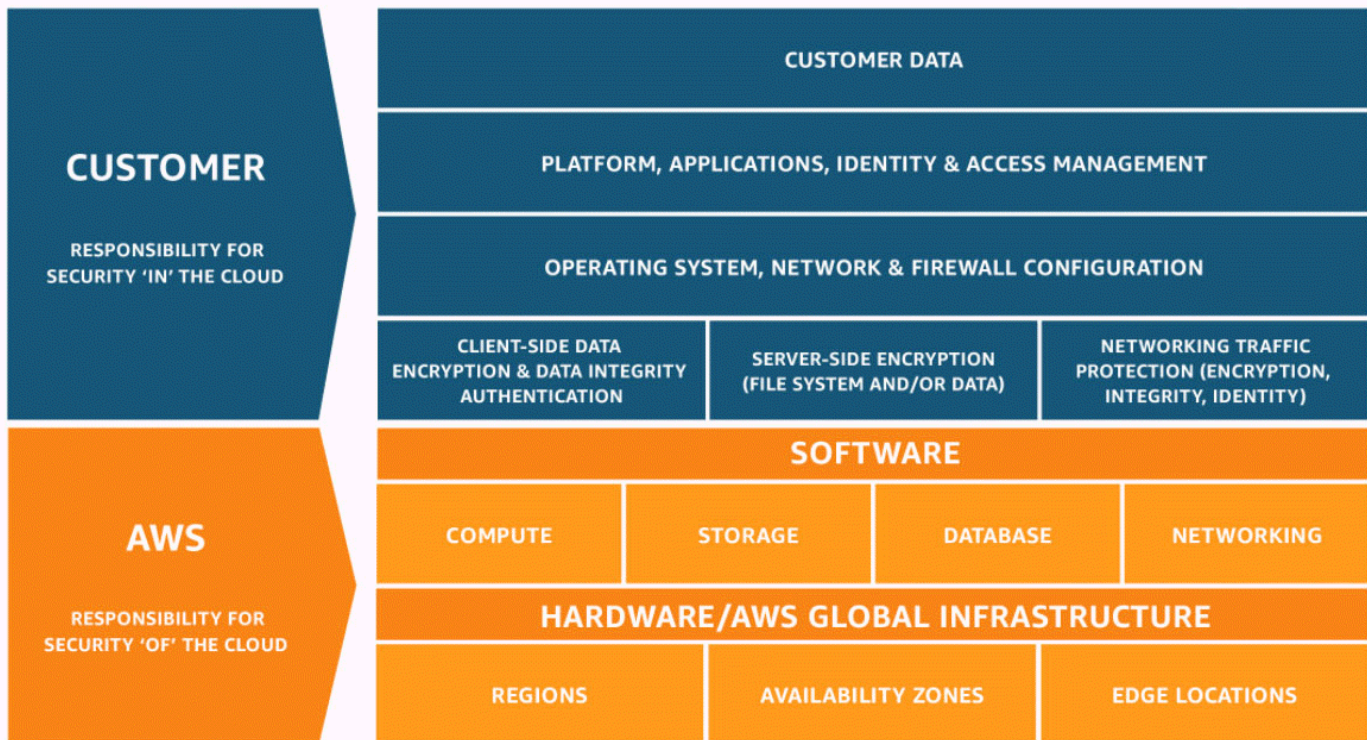 CUSTOMER
RESPONSIBILITY FOR
SECURITY ‘IN’ THE CLOUD
CUSTOMER DATA
PLATFORM, APPLICATIONS, IDENTITY & ACCESS MANAGEMENT
OPERATING SYSTEM, NETWORK & FIREWALL CONFIGURATION
CLIENT-SIDE DATA
ENCRYPTION & DATA INTEGRITY
AUTHENTICATION
SERVER-SIDE ENCRYPTION
(FILE SYSTEM AND/OR DATA)
NETWORKING TRAFFIC
PROTECTION (ENCRYPTION,
INTEGRITY, IDENTITY)
AWS
RESPONSIBILITY FOR
SECURITY ‘OF’ THE CLOUD
SOFTWARE
COMPUTE
STORAGE
DATABASE
NETWORKING
HARDWARE/AWS GLOBAL INFRASTRUCTURE
REGIONS
AVAILABILITY ZONES
EDGE LOCATIONS